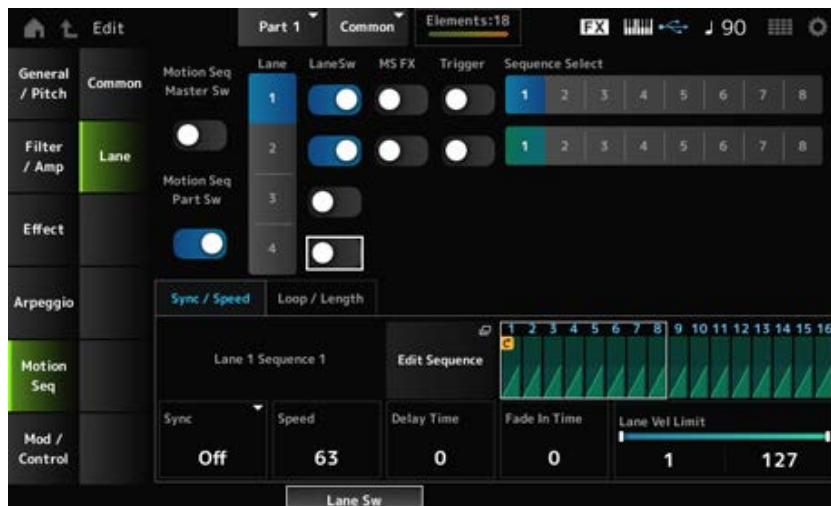 Edit Part 1 Common Elements:18 FX ♩ 90
General / Pitch
Filter / Amp
Effect
Arpeggio
Motion Seq
Mod / Control
Common
Lane
Motion Seq Master Sw
Motion Seq Part Sw
Lane LaneSw MS FX Trigger Sequence Select
1 1 2 3 4 5 6 7 8
2 1 2 3 4 5 6 7 8
3
4
Sync / Speed Loop / Length
Lane 1 Sequence 1 Edit Sequence
1 2 3 4 5 6 7 8 9 10 11 12 13 14 15 16
C
Sync Speed Delay Time Fade In Time Lane Vel Limit
Off 63 0 0 1 127
Lane Sw